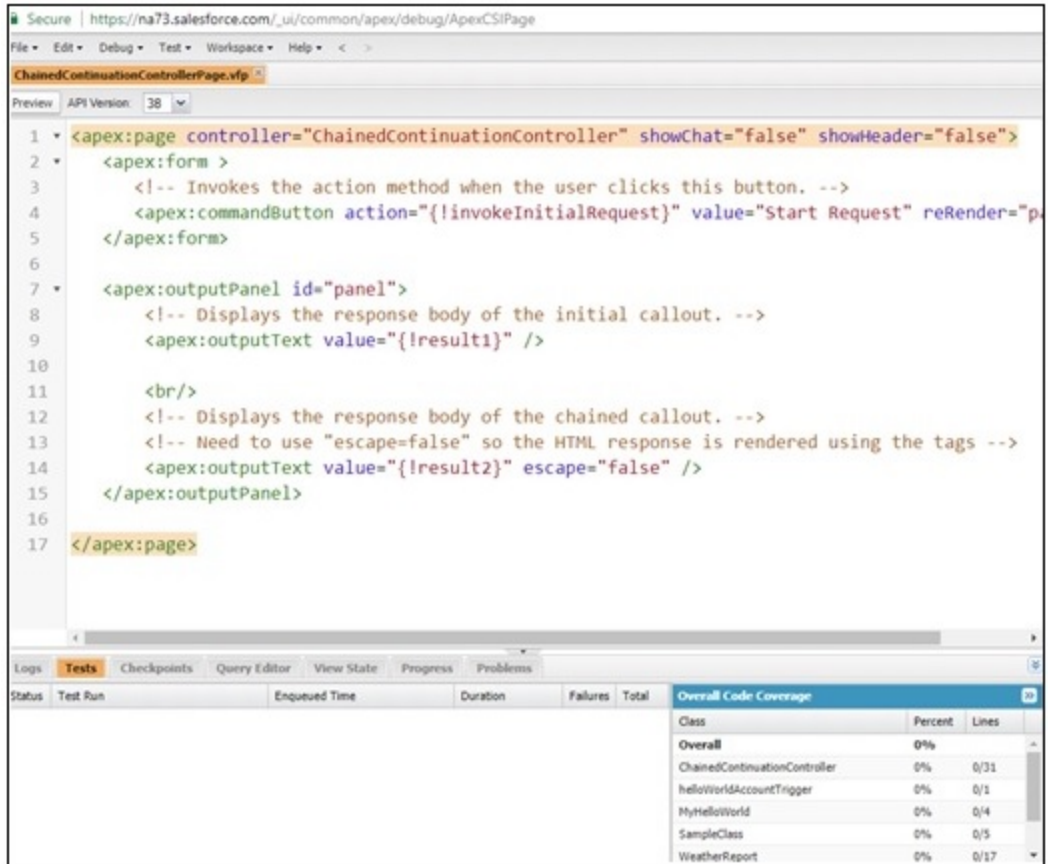 Secure | https://na73.salesforce.com/_ui/common/apex/debug/ApexCSIPage
File Edit Debug Test Workspace Help < >
ChainedContinuationControllerPage.vfp
Preview API Version: 38
1 <apex:page controller="ChainedContinuationController" showChat="false" showHeader="false">
2 <apex:form >
3 <!-- Invokes the action method when the user clicks this button. -->
4 <apex:commandButton action="{!invokeInitialRequest}" value="Start Request" reRender="pa
5 </apex:form>
6
7 <apex:outputPanel id="panel">
8 <!-- Displays the response body of the initial callout. -->
9 <apex:outputText value="{!result1}" />
10
11 <br/>
12 <!-- Displays the response body of the chained callout. -->
13 <!-- Need to use "escape=false" so the HTML response is rendered using the tags -->
14 <apex:outputText value="{!result2}" escape="false" />
15 </apex:outputPanel>
16
17 </apex:page>
Logs Tests Checkpoints Query Editor View State Progress Problems
Status Test Run Enqueued Time Duration Failures Total Overall Code Coverage
Class Percent Lines
Overall 0%
ChainedContinuationController 0% 0/31
helloWorldAccountTrigger 0% 0/1
MyHelloWorld 0% 0/4
SampleClass 0% 0/5
WeatherReport 0% 0/17